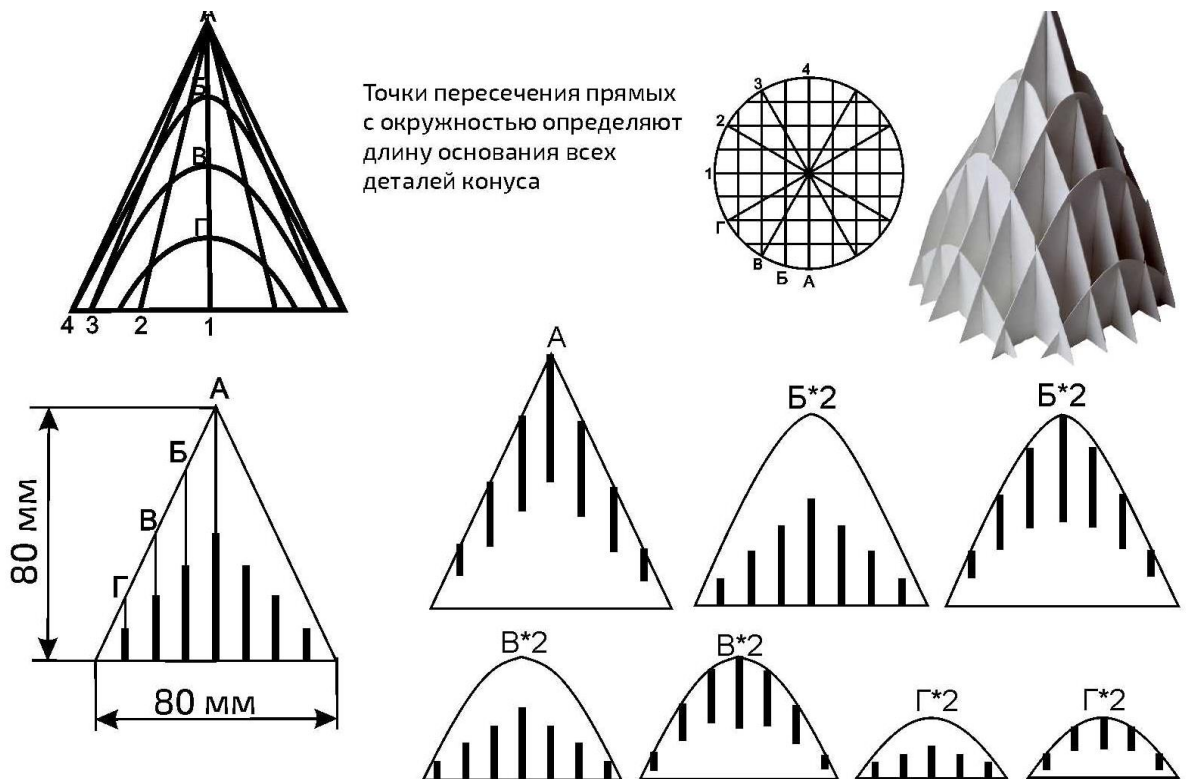 А
Б
В
Г
4 3 2 1
Точки пересечения прямых
с окружностью определяют
длину основания всех
деталей конуса
4
3
2
1
Г
В
Б
А
А
Б
В
Г
80 мм
80 мм
А
Б*2
Б*2
В*2
В*2
Г*2
Г*2